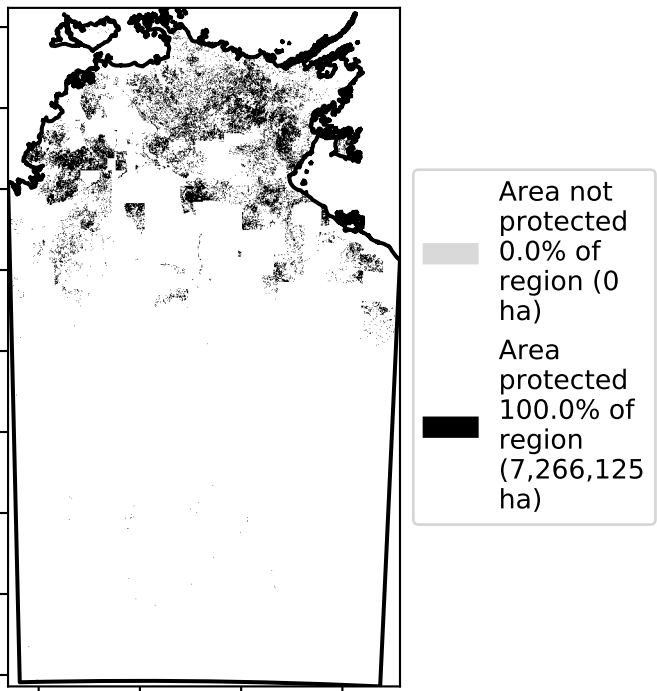 Area not
protected
0.0% of
region (0
ha)
Area
protected
100.0% of
region
(7,266,125
ha)